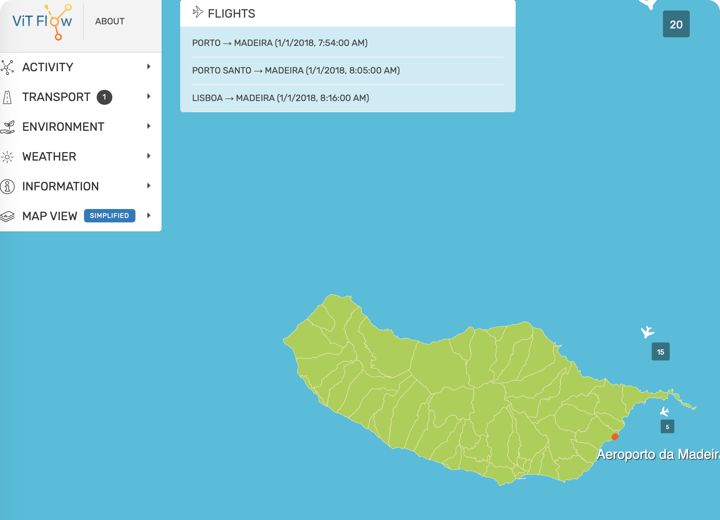 ViT Flow
ABOUT
FLIGHTS
PORTO → MADEIRA (1/1/2018, 7:54:00 AM)
PORTO SANTO → MADEIRA (1/1/2018, 8:05:00 AM)
LISBOA → MADEIRA (1/1/2018, 8:16:00 AM)
20
ACTIVITY
TRANSPORT 1
ENVIRONMENT
WEATHER
INFORMATION
MAP VIEW SIMPLIFIED
15
5
Aeroporto da Madeira